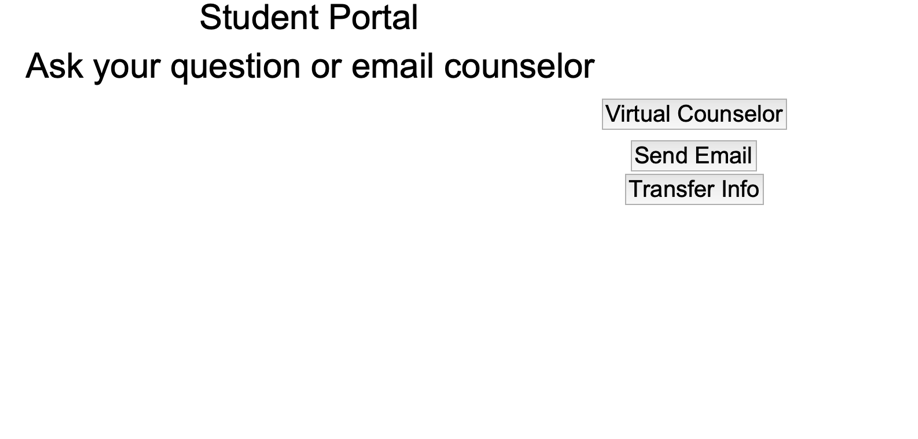 Student Portal
Ask your question or email counselor
Virtual Counselor
Send Email
Transfer Info